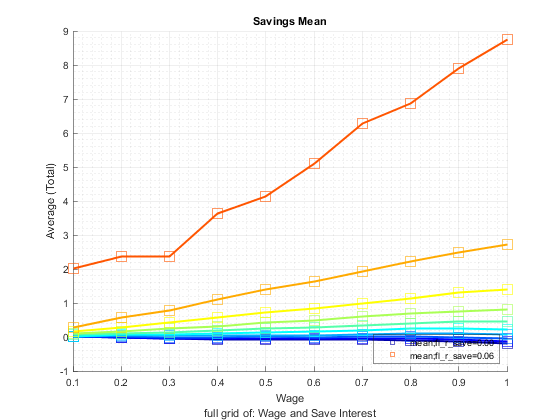 Savings Mean
9
8
7
6
5
4
3
2
1
0
-1
Average (Total)
0.1 0.2 0.3 0.4 0.5 0.6 0.7 0.8 0.9 1
mean;fl_r_save=0.06
Wage
full grid of: Wage and Save Interest